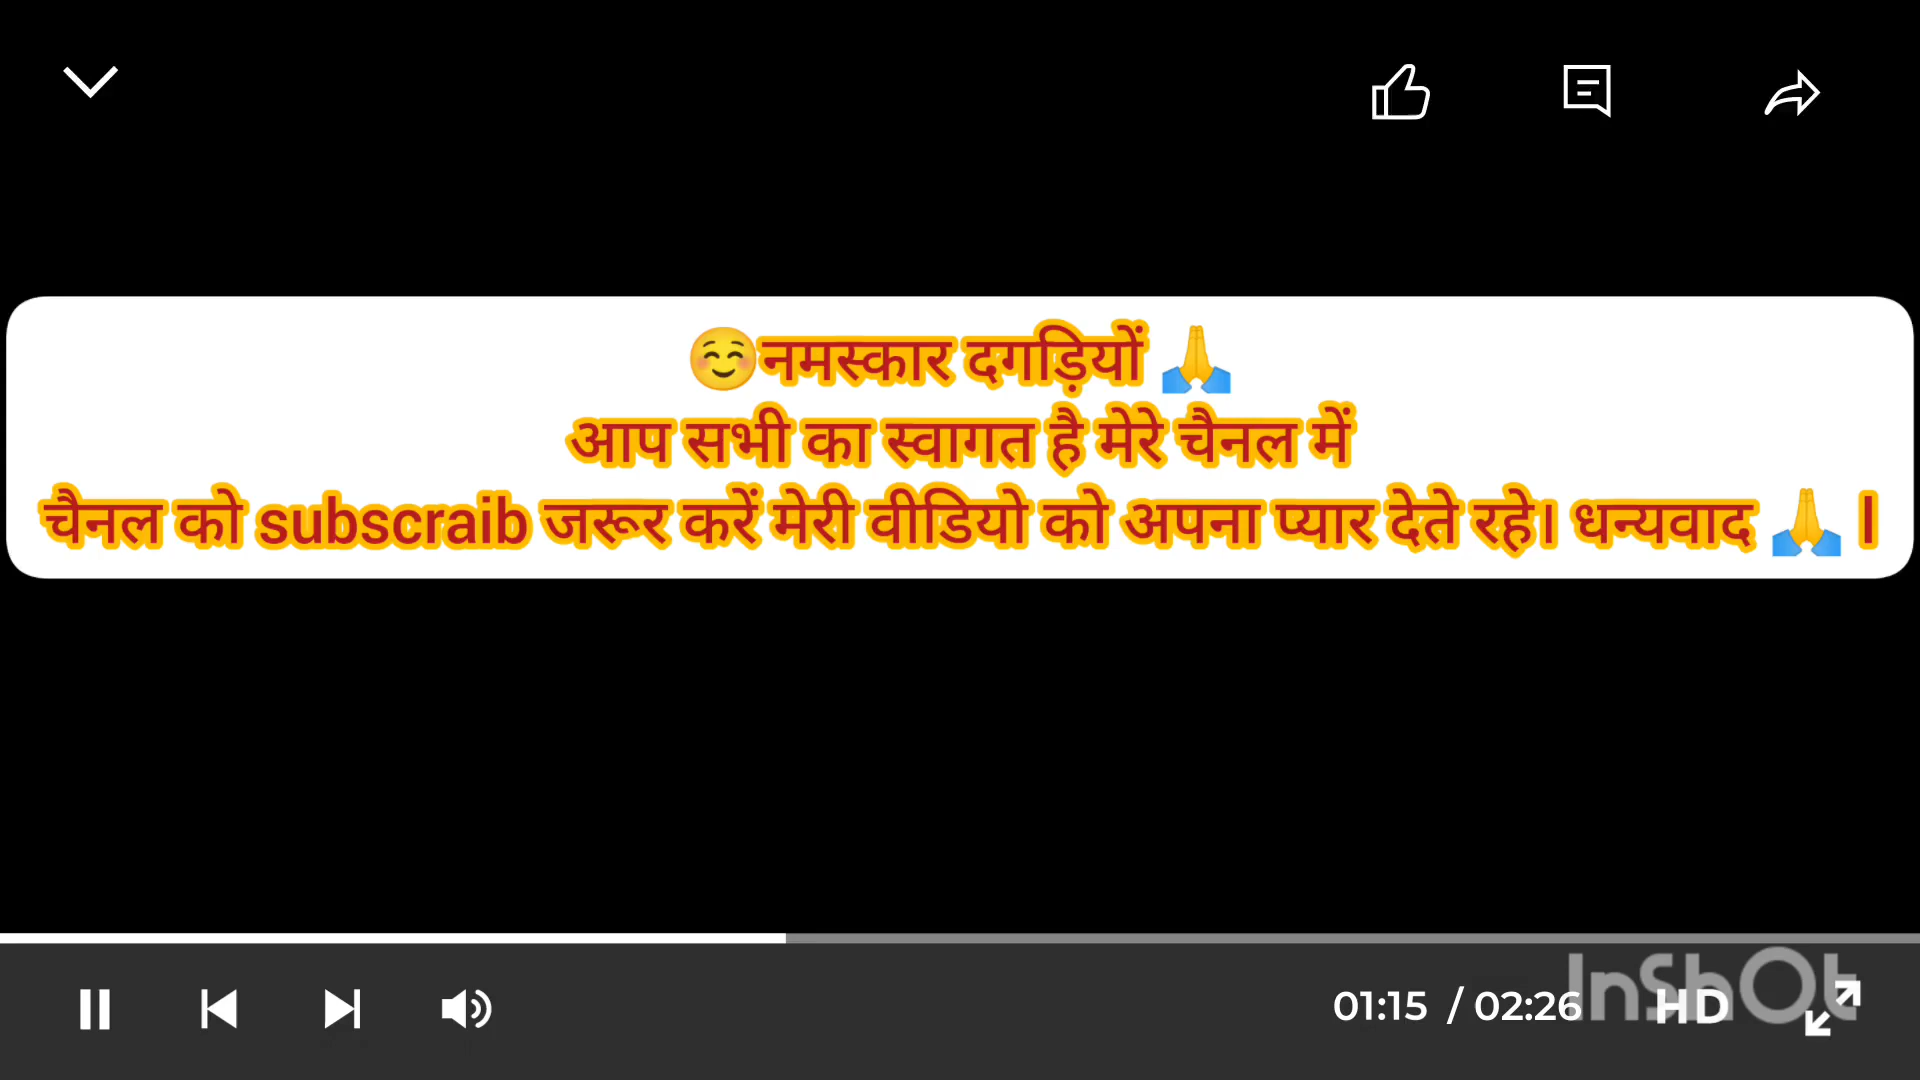 ☺️नमस्कार दगड़ियों 🙏
आप सभी का स्वागत है मेरे चैनल में
चैनल को subscraib जरूर करें मेरी वीडियो को अपना प्यार देते रहे। धन्यवाद 🙏।
01:15 / 02:26 HD
InShOt